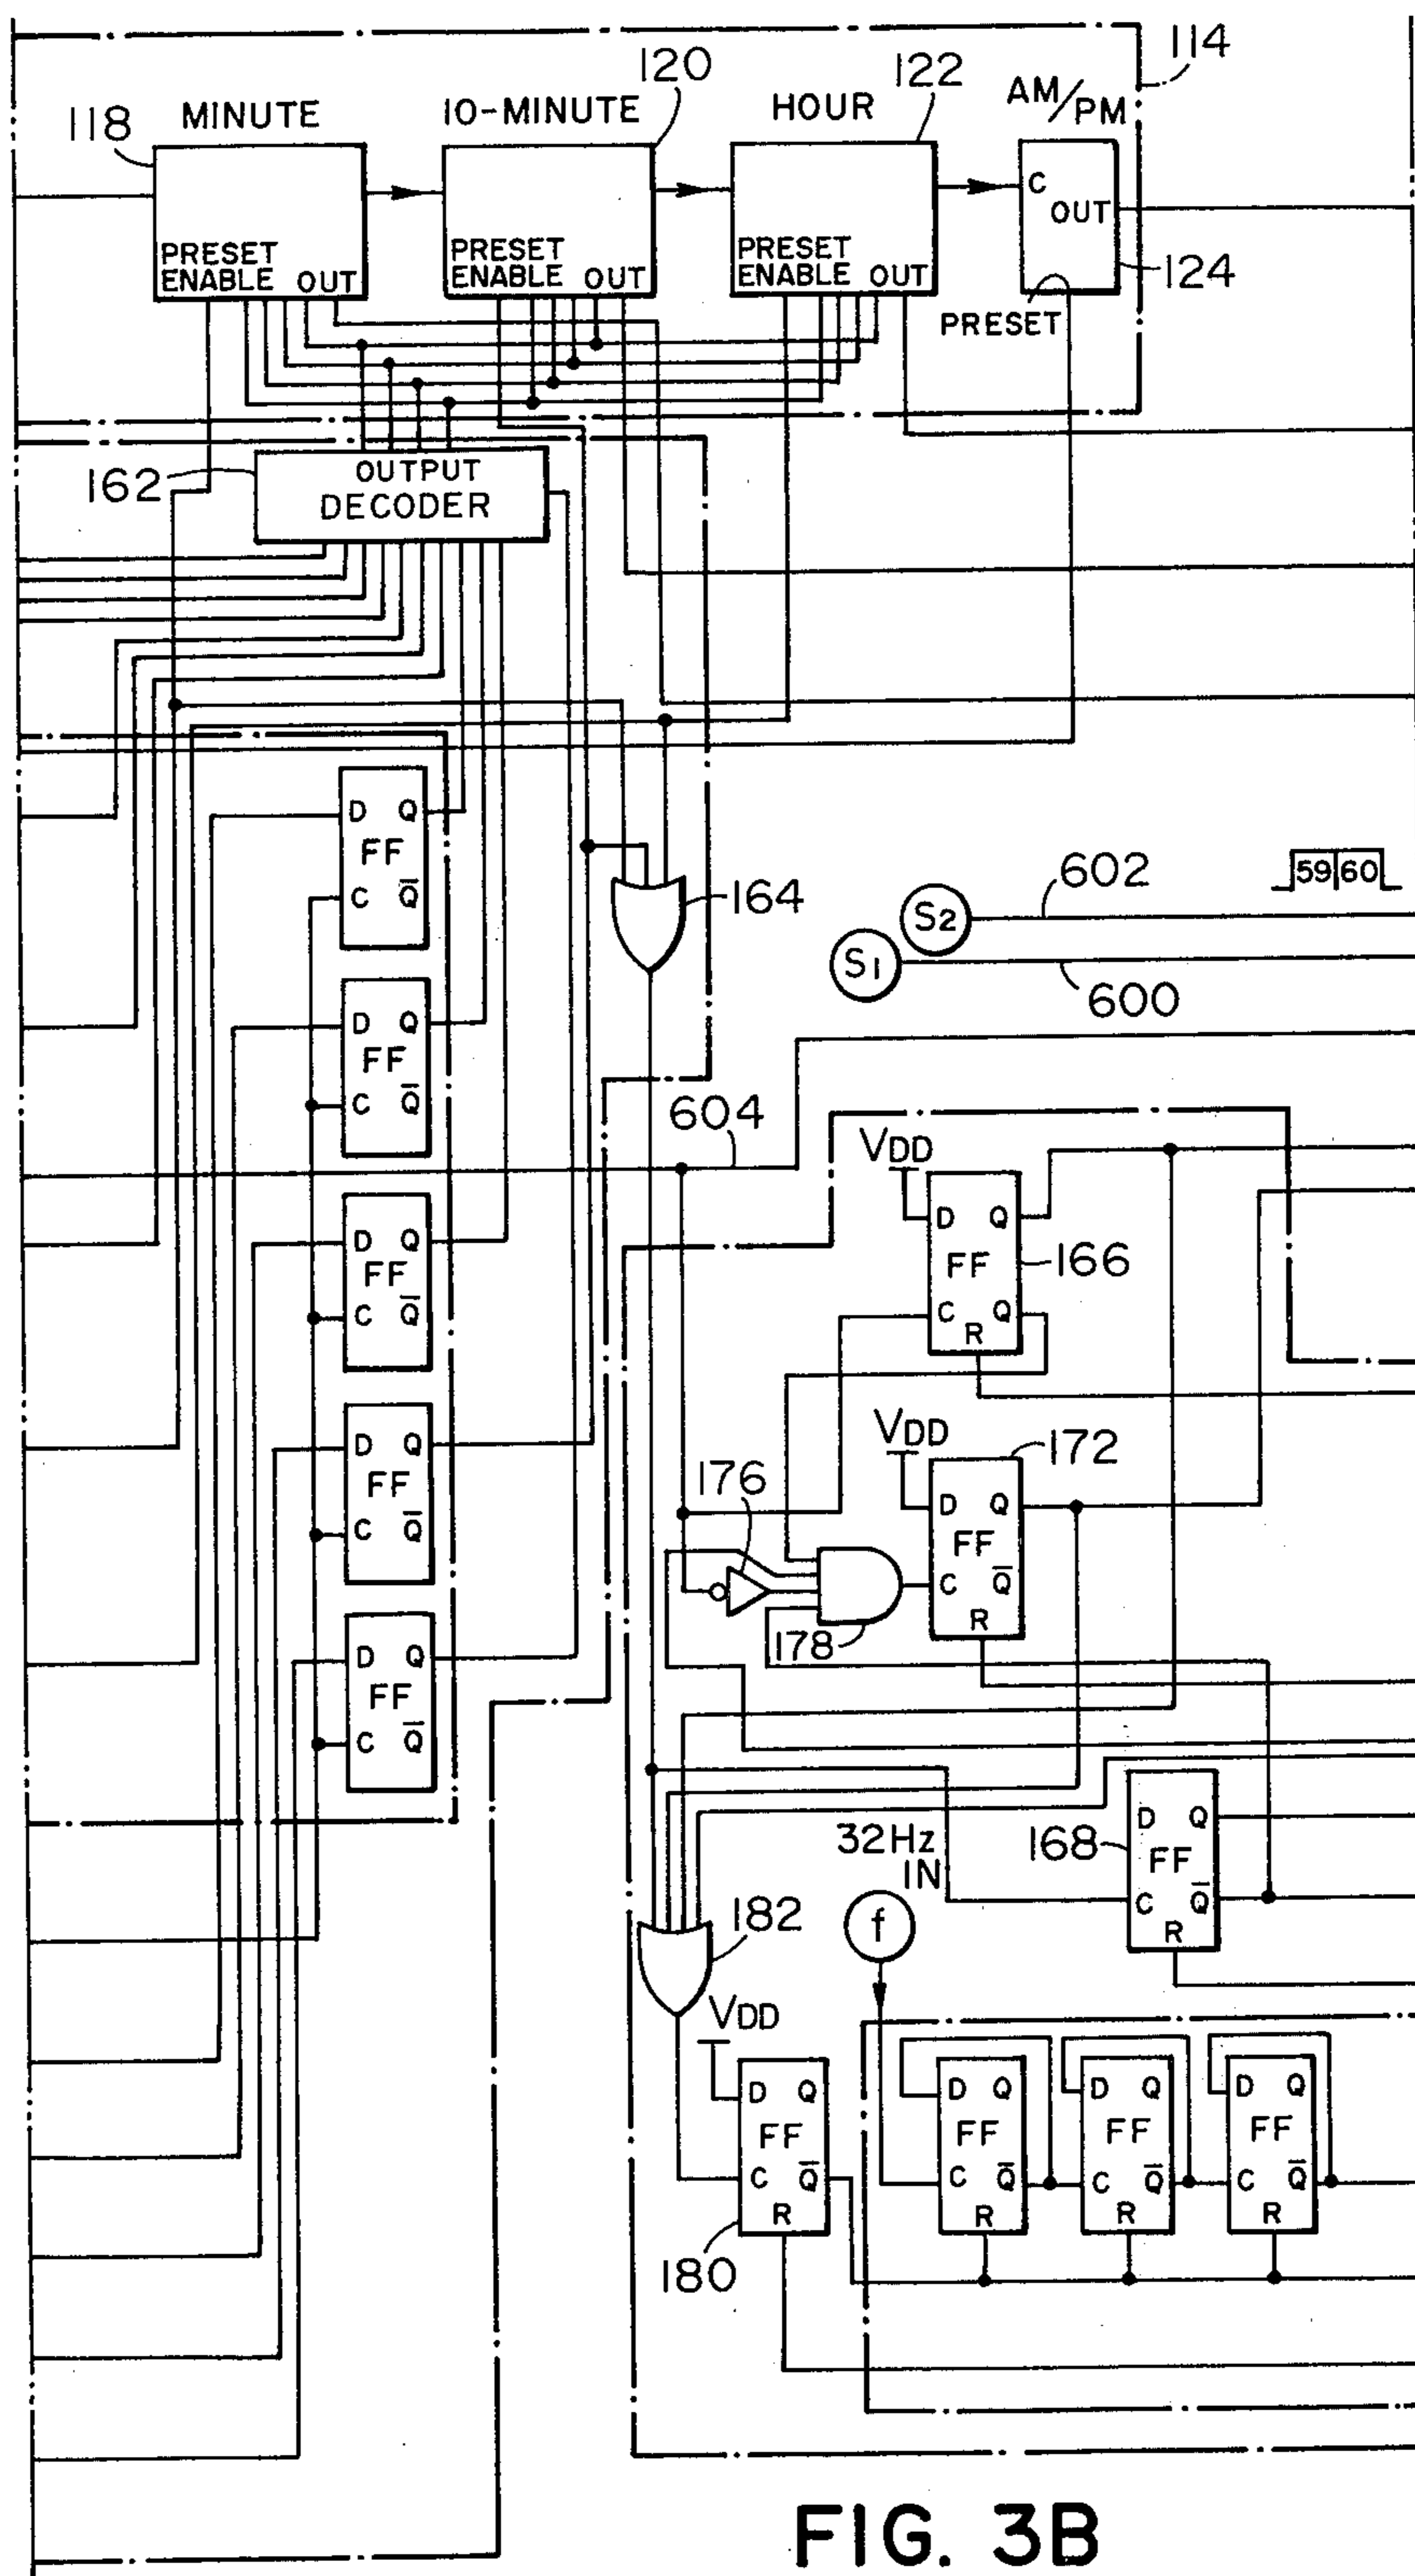 114
118
MINUTE
10-MINUTE
120
HOUR
122
AM/PM
PRESET
ENABLE OUT
PRESET
ENABLE OUT
PRESET
ENABLE OUT
C
OUT
124
PRESET
162
OUTPUT
DECODER
D Q
FF
C Q̅
164
602
59 60
S2
S1
600
D Q
FF
C Q̅
604
VDD
D Q
FF
166
C Q
R
D Q
FF
C Q̅
VDD
172
176
D Q
FF
C Q̅
R
178
D Q
FF
C Q̅
D Q
FF
C Q̅
32Hz
IN
168
D Q
FF
C Q̅
R
f
182
VDD
D Q
FF
C Q̅
R
180
D Q
FF
C Q̅
R
D Q
FF
C Q̅
R
D Q
FF
C Q̅
R
FIG. 3B